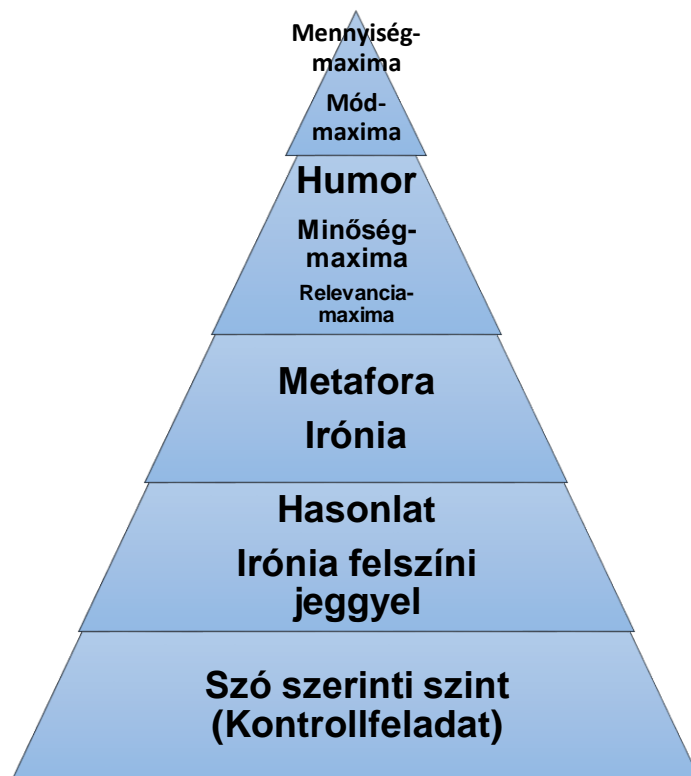 Mennyiség-
maxima
Mód-
maxima
Humor
Minőség-
maxima
Relevancia-
maxima
Metafora
Irónia
Hasonlat
Irónia felszíni
jeggyel
Szó szerinti szint
(Kontrollfeladat)